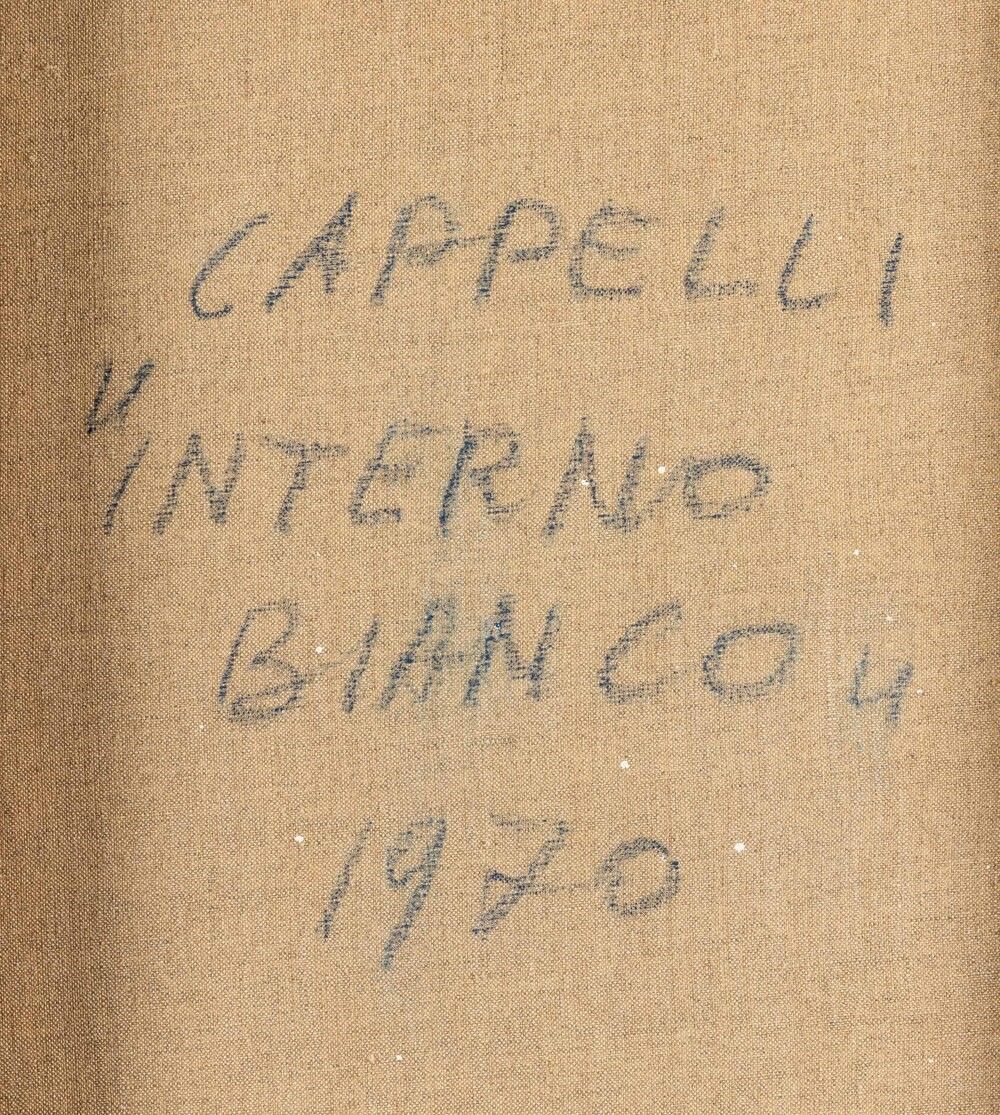 CAPPELLI
"INTERNO
BIANCO"
1970